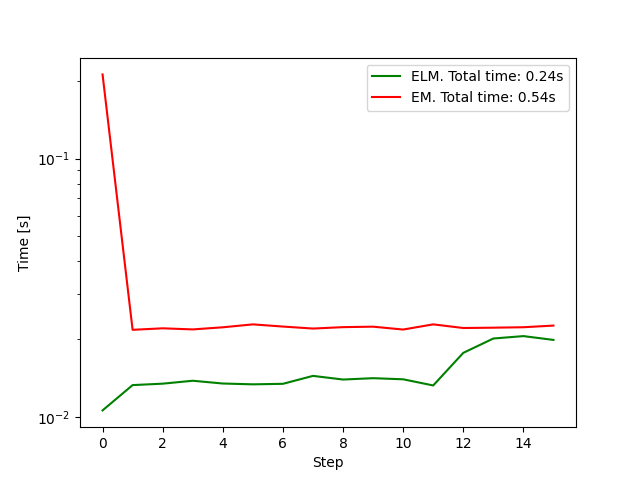 ELM. Total time: 0.24s
EM. Total time: 0.54s
10⁻¹
10⁻²
Time [s]
0 2 4 6 8 10 12 14
Step